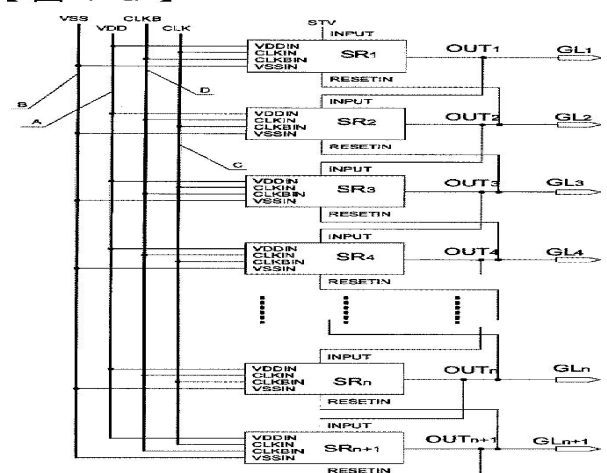 VSS VDD CLKB CLK STV
INPUT
VDDIN
CLKIN
CLKBIN
VSSIN
SR1
OUT1
GL1
RESETIN
B
A
D
C
INPUT
VDDIN
CLKIN
CLKBIN
VSSIN
SR2
OUT2
GL2
RESETIN
INPUT
VDDIN
CLKIN
CLKBIN
VSSIN
SR3
OUT3
GL3
RESETIN
INPUT
VDDIN
CLKIN
CLKBIN
VSSIN
SR4
OUT4
GL4
RESETIN
INPUT
VDDIN
CLKIN
CLKBIN
VSSIN
SRn
OUTn
GLn
RESETIN
INPUT
VDDIN
CLKIN
CLKBIN
VSSIN
SRn+1
OUTn+1
GLn+1
RESETIN